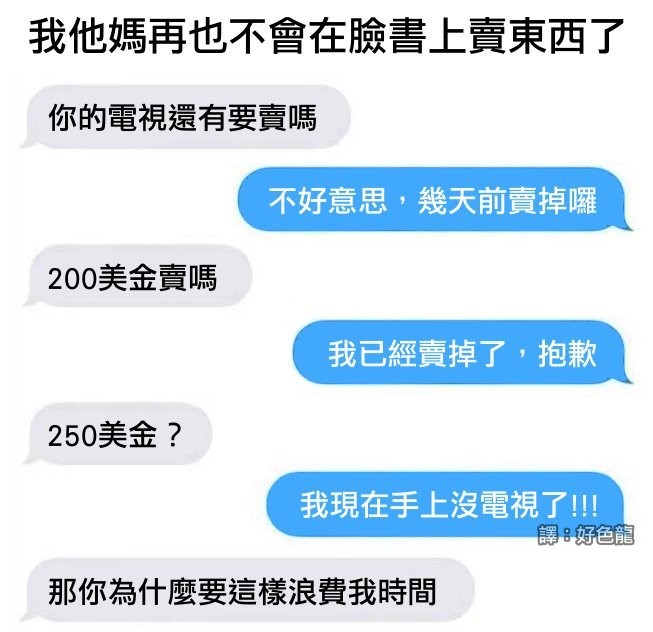 我他媽再也不會在臉書上賣東西了
你的電視還有要賣嗎
不好意思，幾天前賣掉囉
200美金賣嗎
我已經賣掉了，抱歉
250美金？
我現在手上沒電視了!!!
譯：好色龍
那你為什麼要這樣浪費我時間